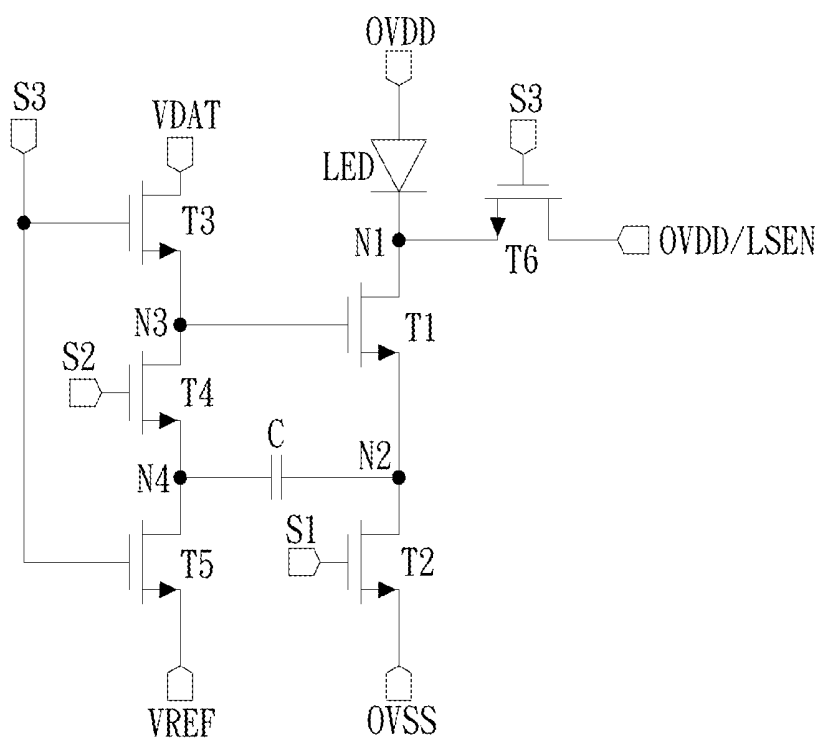 OVDD
S3
S3
VDAT
LED
T3
N1
T6
OVDD/LSEN
N3
T1
S2
T4
C
N4
N2
S1
T5
T2
VREF
OVSS